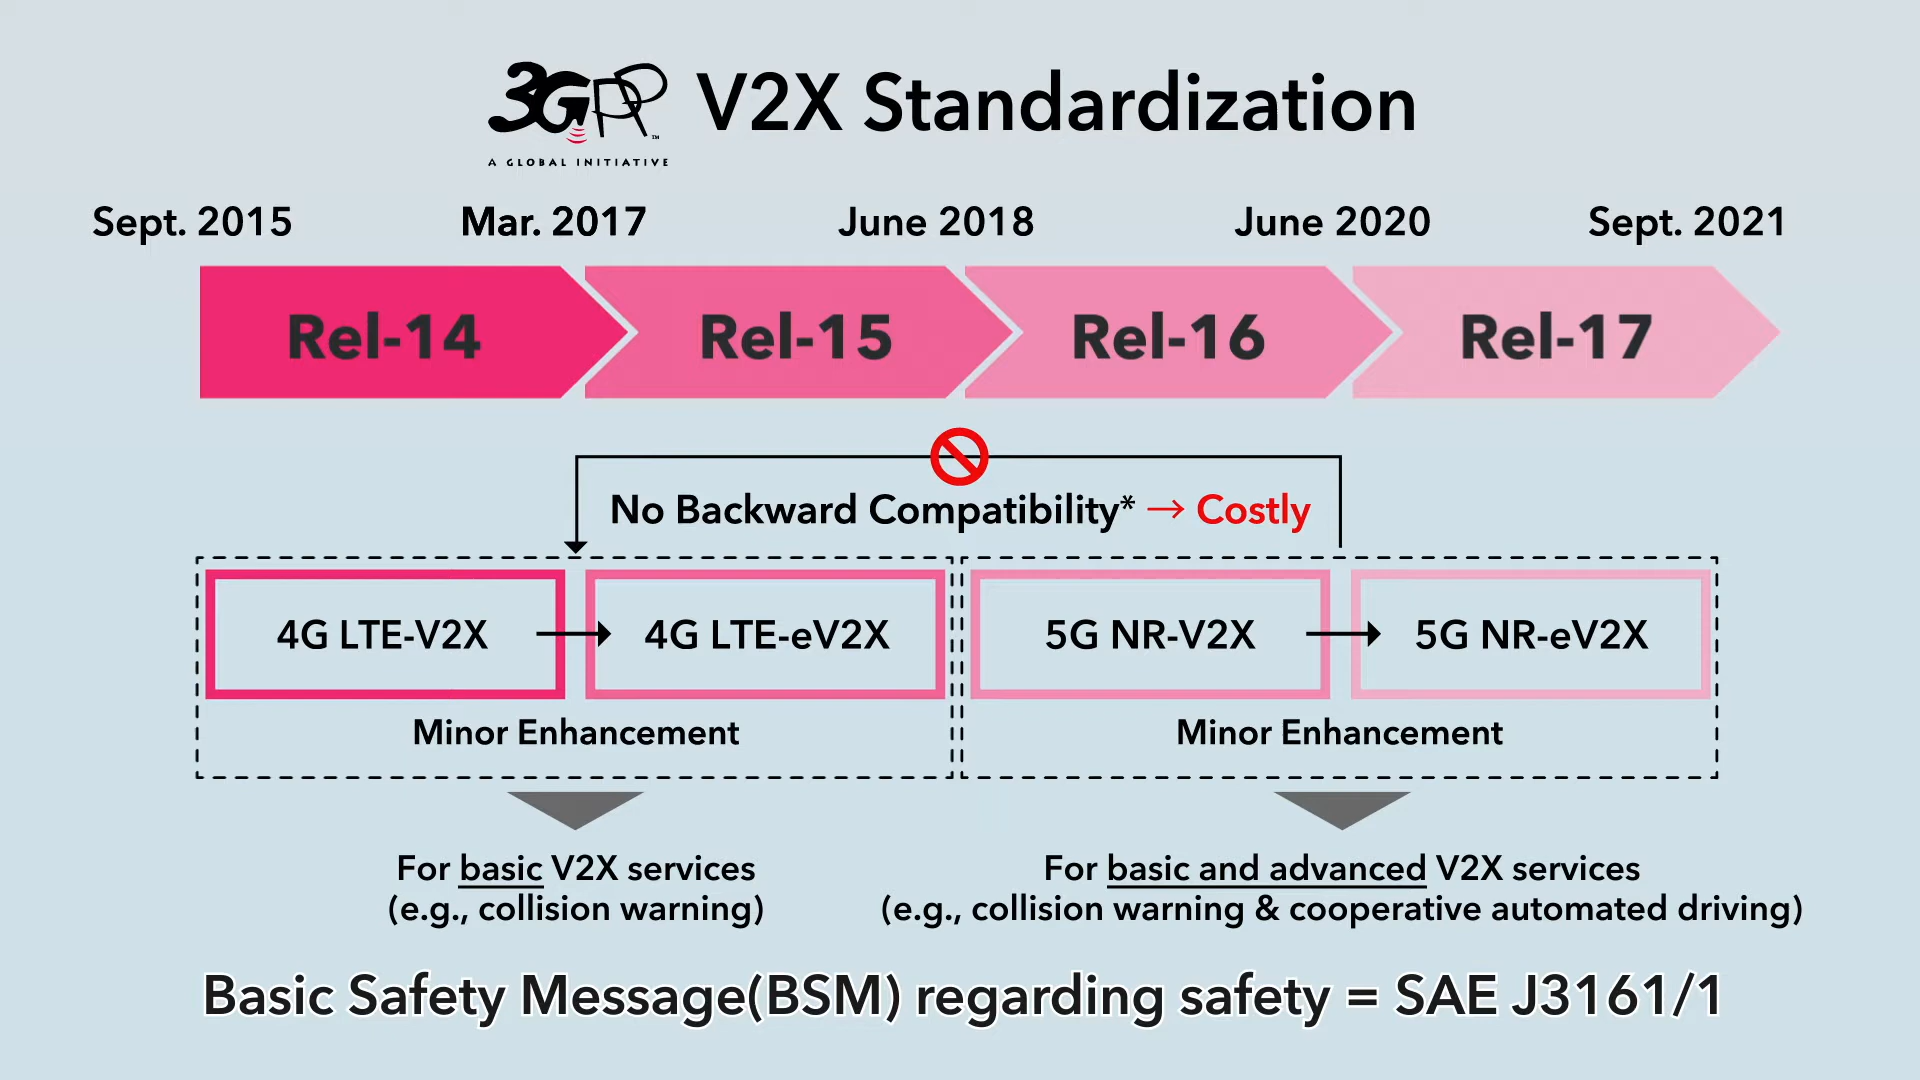 3GPP™ V2X Standardization
A GLOBAL INITIATIVE
Sept. 2015 Mar. 2017 June 2018 June 2020 Sept. 2021
Rel-14 Rel-15 Rel-16 Rel-17
No Backward Compatibility* → Costly
4G LTE-V2X 4G LTE-eV2X 5G NR-V2X 5G NR-eV2X
Minor Enhancement Minor Enhancement
For basic V2X services
(e.g., collision warning)
For basic and advanced V2X services
(e.g., collision warning & cooperative automated driving)
Basic Safety Message(BSM) regarding safety = SAE J3161/1